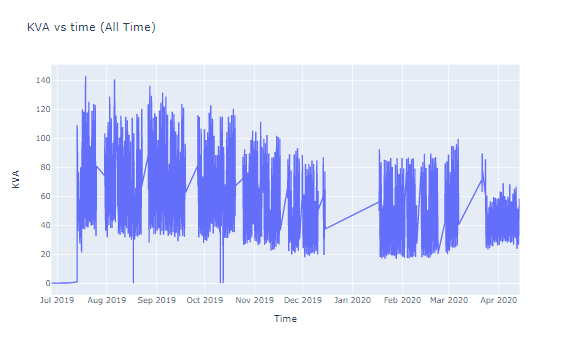 KVA vs time (All Time)
140
120
100
80
60
40
20
0
KVA
Jul 2019 Aug 2019 Sep 2019 Oct 2019 Nov 2019 Dec 2019 Jan 2020 Feb 2020 Mar 2020 Apr 2020
Time